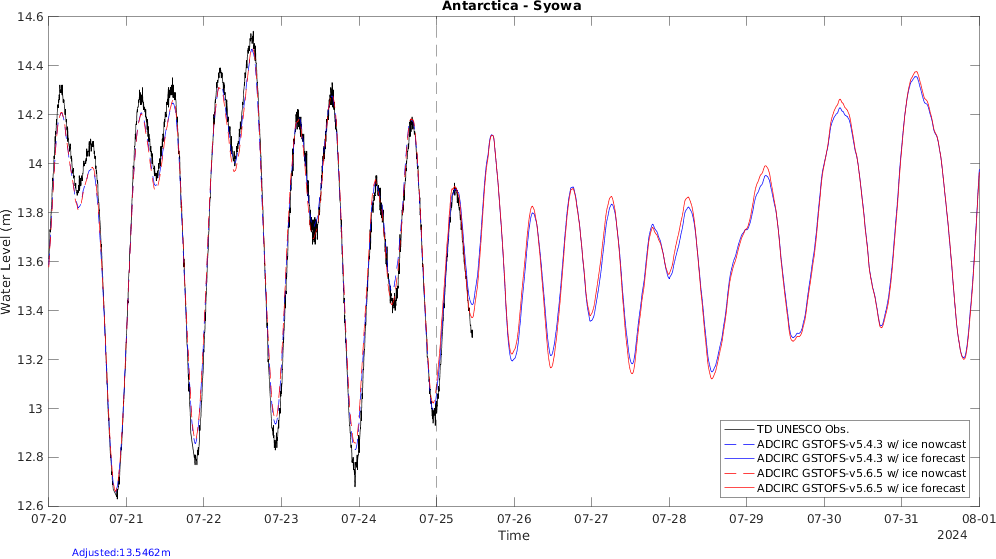 Antarctica - Syowa
Water Level (m)
14.6
14.4
14.2
14
13.8
13.6
13.4
13.2
13
12.8
12.6
07-20 07-21 07-22 07-23 07-24 07-25 07-26 07-27 07-28 07-29 07-30 07-31 08-01
Time
2024
TD UNESCO Obs.
ADCIRC GSTOFS-v5.4.3 w/ ice nowcast
ADCIRC GSTOFS-v5.4.3 w/ ice forecast
ADCIRC GSTOFS-v5.6.5 w/ ice nowcast
ADCIRC GSTOFS-v5.6.5 w/ ice forecast
Adjusted:13.5462m